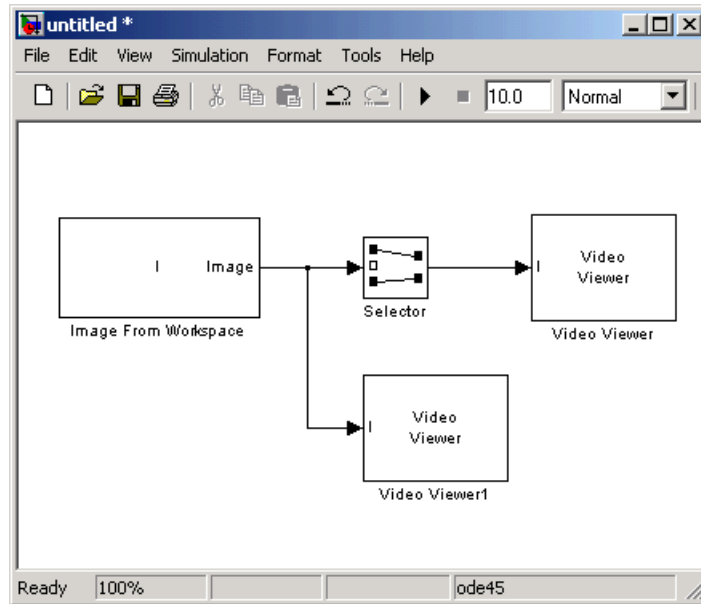 untitled *
File Edit View Simulation Format Tools Help
10.0 Normal
I Image
Image From Workspace
Selector
I Video Viewer
Video Viewer
I Video Viewer
Video Viewer1
Ready 100% ode45